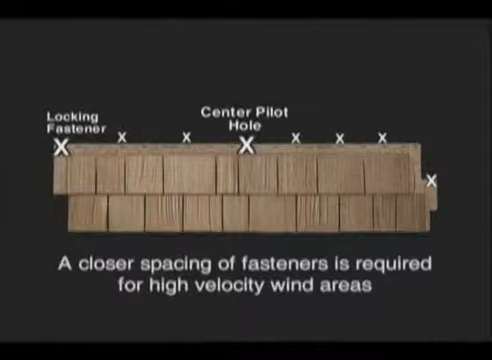 Locking
Fastener
Center Pilot
Hole
X x x X x x x
X
A closer spacing of fasteners is required
for high velocity wind areas